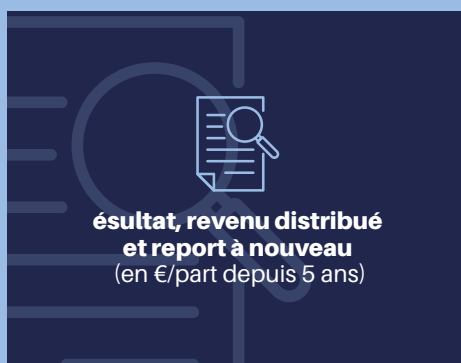 ésultat, revenu distribué
et report à nouveau
(en €/part depuis 5 ans)